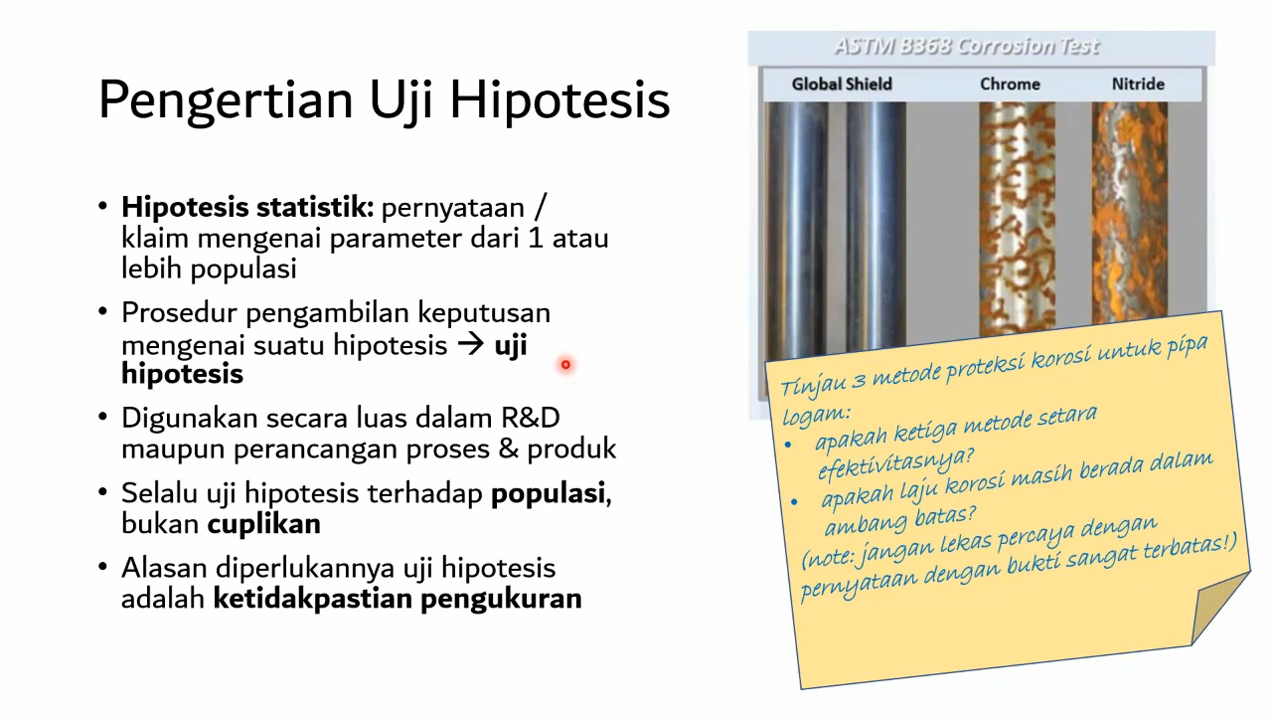 Pengertian Uji Hipotesis
• Hipotesis statistik: pernyataan /
klaim mengenai parameter dari 1 atau
lebih populasi
• Prosedur pengambilan keputusan
mengenai suatu hipotesis → uji
hipotesis
• Digunakan secara luas dalam R&D
maupun perancangan proses & produk
• Selalu uji hipotesis terhadap populasi,
bukan cuplikan
• Alasan diperlukannya uji hipotesis
adalah ketidakpastian pengukuran
ASTM B368 Corrosion Test
Global Shield Chrome Nitride
Tinjau 3 metode proteksi korosi untuk pipa
logam:
• apakah ketiga metode setara
efektivitasnya?
• apakah laju korosi masih berada dalam
ambang batas?
(note: jangan lekas percaya dengan
pernyataan dengan bukti sangat terbatas!)